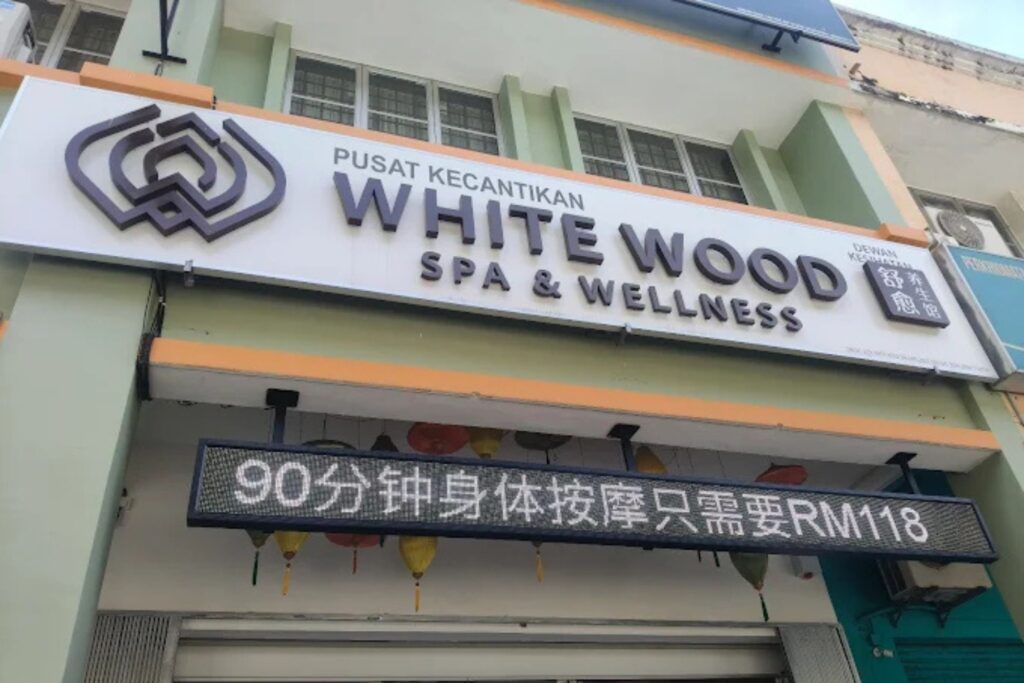 PUSAT KECANTIKAN
WHITE WOOD
SPA & WELLNESS
DEWAN
KESIHATAN
舒愈
养生馆
90分钟身体按摩只需要RM118